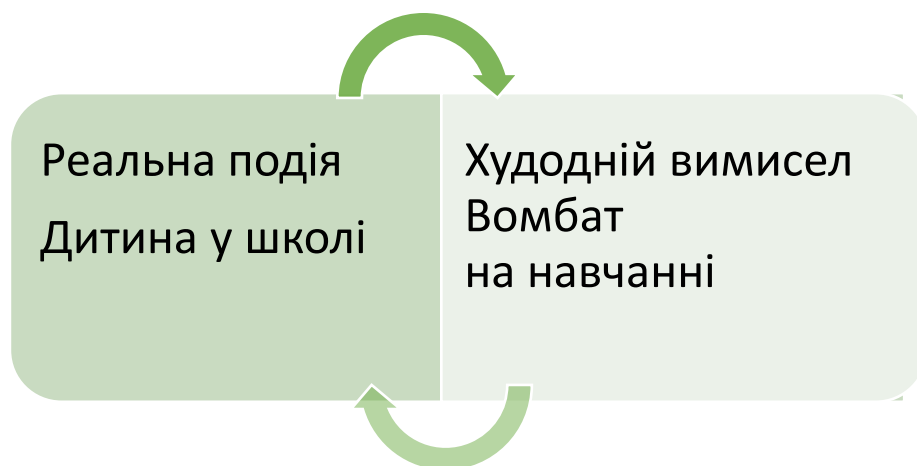 Реальна подія
Дитина у школі
Худодній вимисел
Вомбат
на навчанні